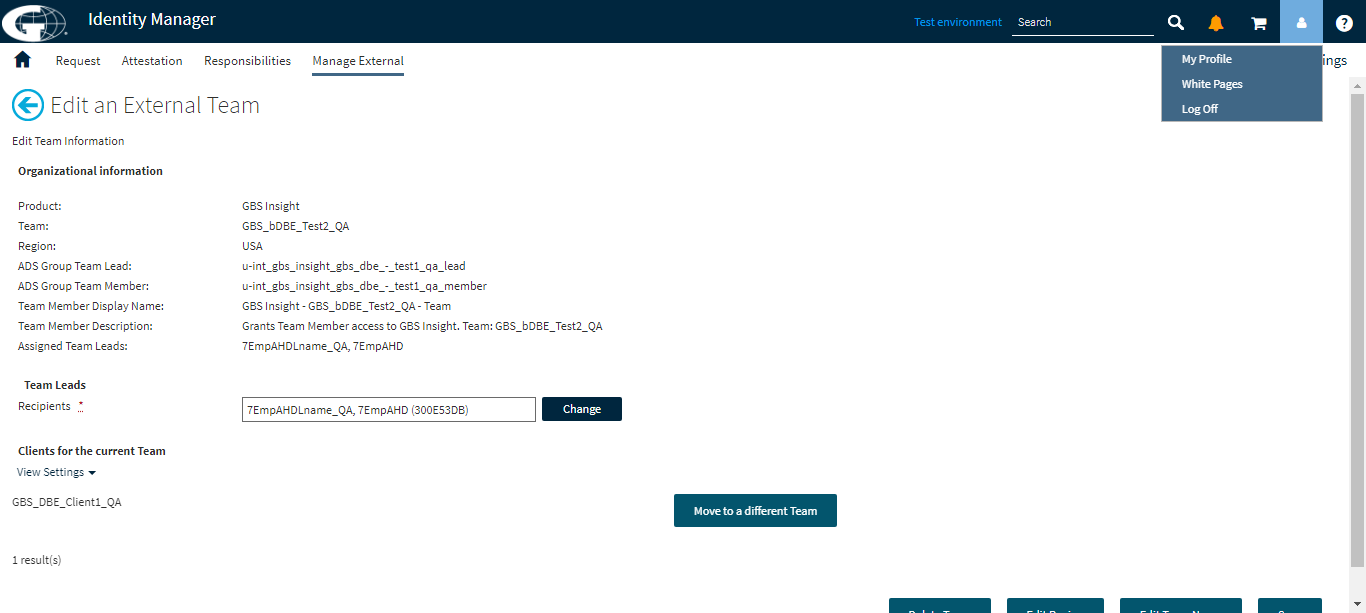 Identity Manager
Test environment
Search
Request Attestation Responsibilities Manage External
ings
My Profile
White Pages
Log Off
Edit an External Team
Edit Team Information
Organizational information
Product: GBS Insight
Team: GBS_bDBE_Test2_QA
Region: USA
ADS Group Team Lead: u-int_gbs_insight_gbs_dbe_-_test1_qa_lead
ADS Group Team Member: u-int_gbs_insight_gbs_dbe_-_test1_qa_member
Team Member Display Name: GBS Insight - GBS_bDBE_Test2_QA - Team
Team Member Description: Grants Team Member access to GBS Insight. Team: GBS_bDBE_Test2_QA
Assigned Team Leads: 7EmpAHDLname_QA, 7EmpAHD
Team Leads
Recipients * 7EmpAHDLname_QA, 7EmpAHD (300E53DB) Change
Clients for the current Team
View Settings
GBS_DBE_Client1_QA Move to a different Team
1 result(s)